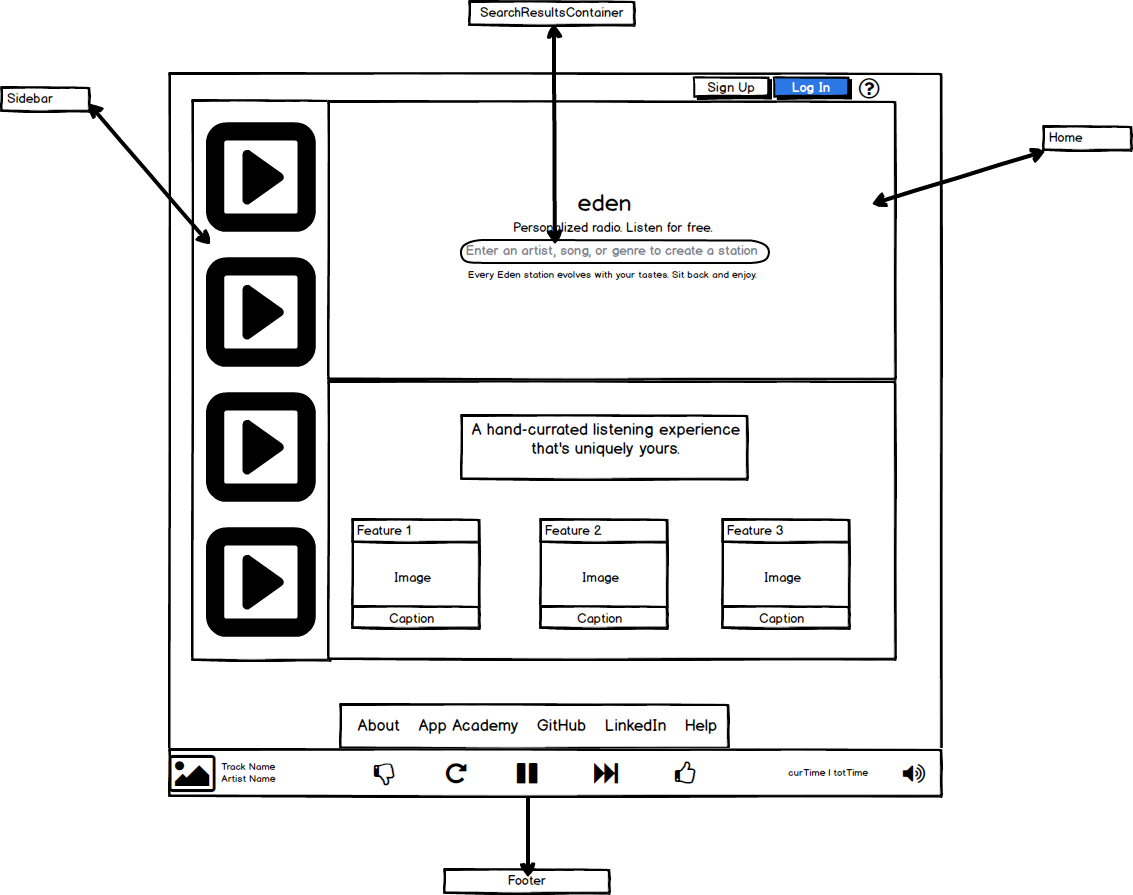 SearchResultsContainer
Sidebar
Sign Up
Log In
?
Home
eden
Personalized radio. Listen for free.
Enter an artist, song, or genre to create a station
Every Eden station evolves with your tastes. Sit back and enjoy.
A hand-currated listening experience
that's uniquely yours.
Feature 1
Feature 2
Feature 3
Image
Image
Image
Caption
Caption
Caption
About App Academy GitHub LinkedIn Help
Track Name
Artist Name
curTime | totTime
Footer